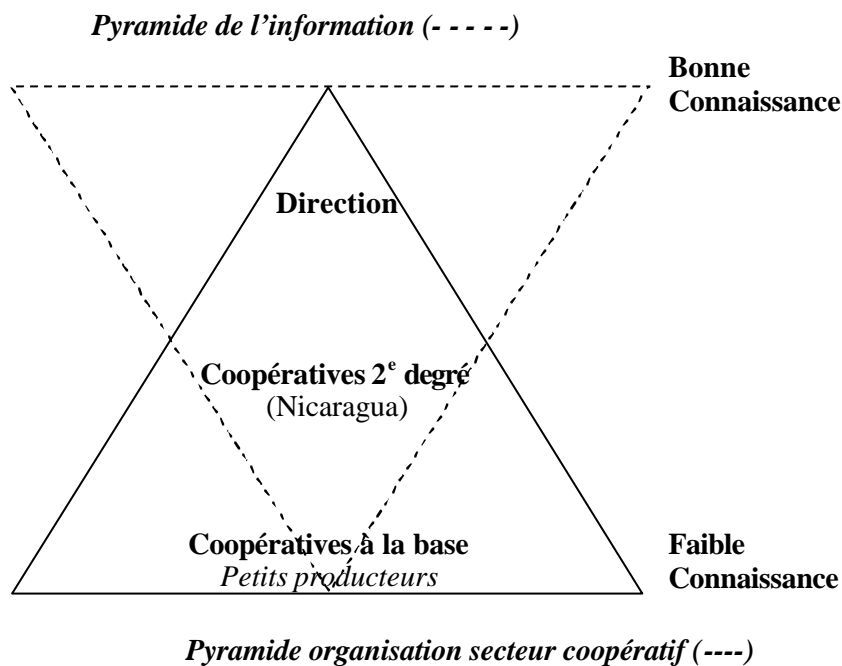 Pyramide de l’information (- - - - -)
Bonne
Connaissance
Direction
Coopératives 2e degré
(Nicaragua)
Coopératives à la base
Petits producteurs
Faible
Connaissance
Pyramide organisation secteur coopératif (----)